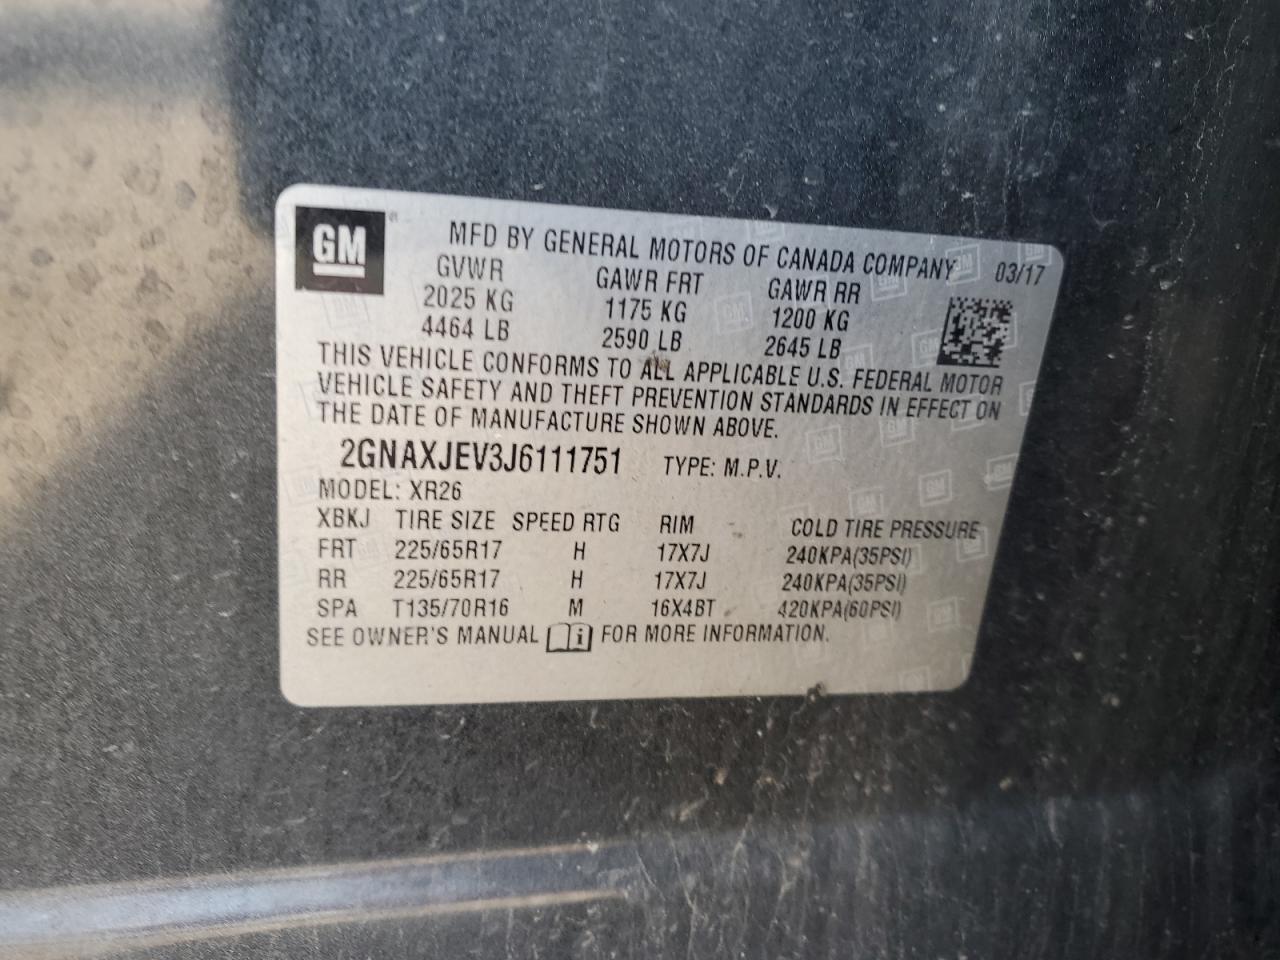 GM ®
MFD BY GENERAL MOTORS OF CANADA COMPANY 03/17
GVWR GAWR FRT GAWR RR
2025 KG 1175 KG 1200 KG
4464 LB 2590 LB 2645 LB
THIS VEHICLE CONFORMS TO ALL APPLICABLE U.S. FEDERAL MOTOR
VEHICLE SAFETY AND THEFT PREVENTION STANDARDS IN EFFECT ON
THE DATE OF MANUFACTURE SHOWN ABOVE.
2GNAXJEV3J6111751 TYPE: M.P.V.
MODEL: XR26
XBKJ TIRE SIZE SPEED RTG RIM COLD TIRE PRESSURE
FRT 225/65R17 H 17X7J 240KPA(35PSI)
RR 225/65R17 H 17X7J 240KPA(35PSI)
SPA T135/70R16 M 16X4BT 420KPA(60PSI)
SEE OWNER'S MANUAL i FOR MORE INFORMATION.